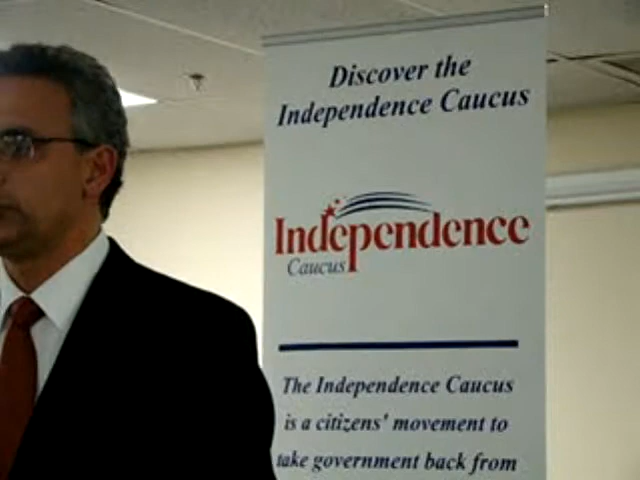 Discover the
Independence Caucus
Independence
Caucus
The Independence Caucus
is a citizens' movement to
take government back from